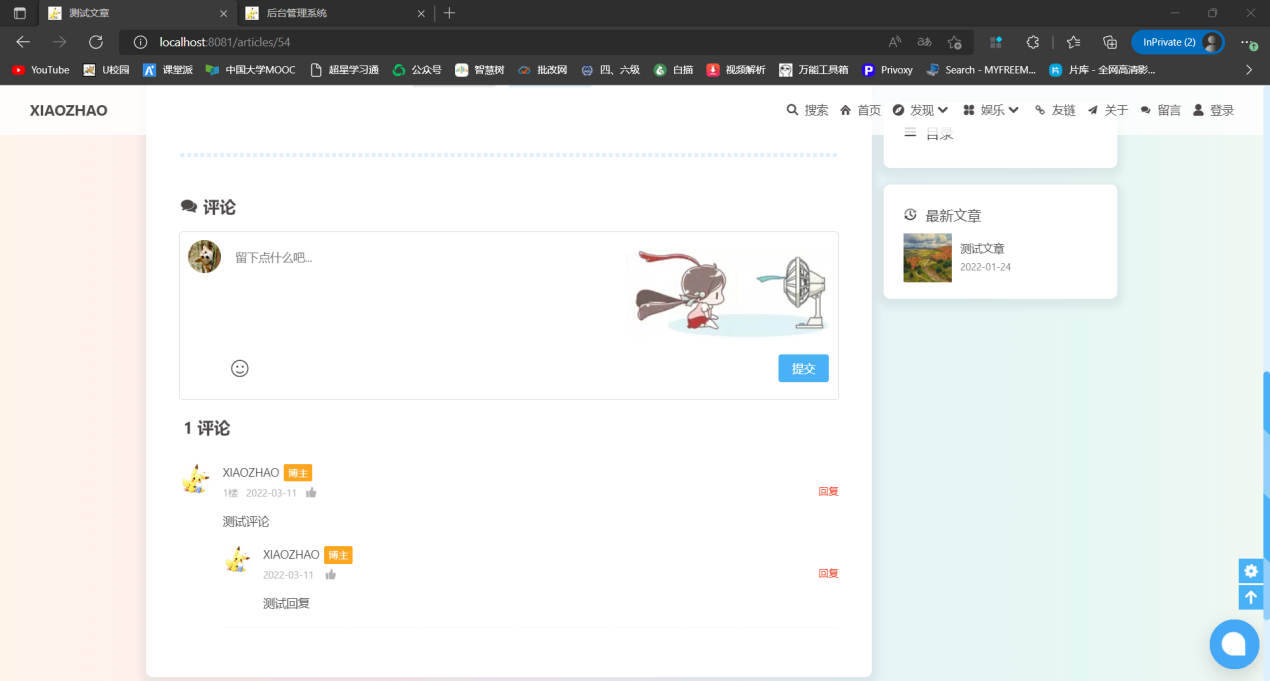 测试文章
后台管理系统
localhost:8081/articles/54
InPrivate (2)
YouTube U校园 课堂派 中国大学MOOC 超星学习通 公众号 智慧树 批改网 四、六级 白描 视频解析 万能工具箱 Privoxy Search - MYFREEM... 片库 - 全网高清影...
XIAOZHAO
搜索 首页 发现 娱乐 友链 关于 留言 登录
目录
评论
最新文章
测试文章
2022-01-24
留下点什么吧...
提交
1 评论
XIAOZHAO 博主
1楼 2022-03-11
回复
测试评论
XIAOZHAO 博主
2022-03-11
回复
测试回复